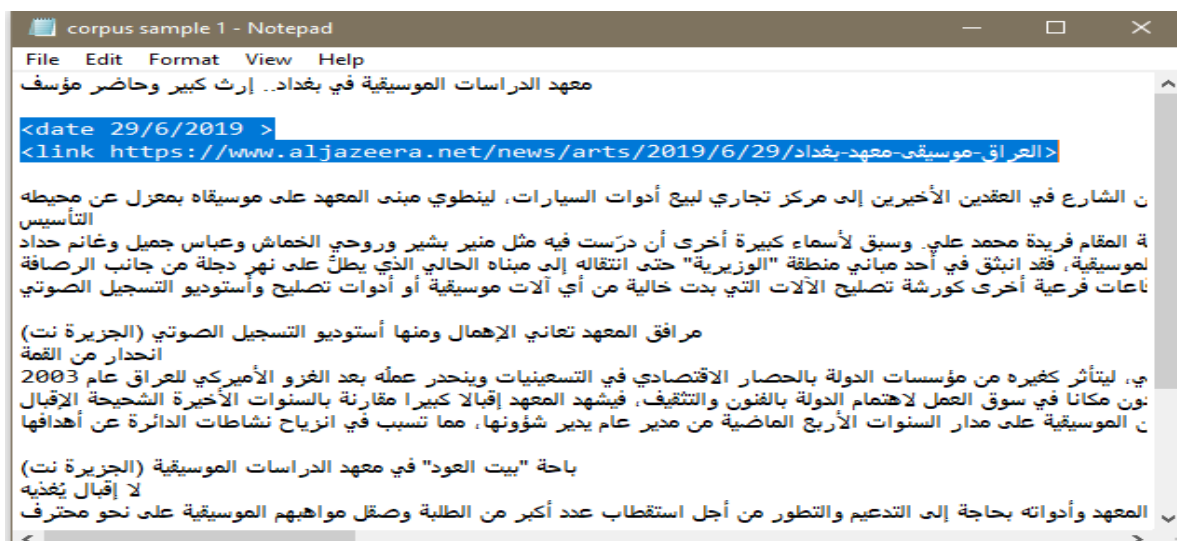 corpus sample 1 - Notepad
File Edit Format View Help
معهد الدراسات الموسيقية في بغداد.. إرث كبير وحاضر مؤسف
<date 29/6/2019 >
<link https://www.aljazeera.net/news/arts/2019/6/29/العراق-موسيقى-معهد-بغداد>
ن الشارع في العقدين الأخيرين إلى مركز تجاري لبيع أدوات السيارات، لينطوي مبنى المعهد على موسيقاه بمعزل عن محيطه
التأسيس
ة المقام فريدة محمد علي. وسبق لأسماء كبيرة أخرى أن درّست فيه مثل منير بشير وروحي الخماش وعباس جميل وغانم حداد
لموسيقية، فقد انبثق في أحد مباني منطقة "الوزيرية" حتى انتقاله إلى مبناه الحالي الذي يطلّ على نهر دجلة من جانب الرصافة
اعات فرعية أخرى كورشة تصليح الآلات التي بدت خالية من أي آلات موسيقية أو أدوات تصليح وأستوديو التسجيل الصوتي
مرافق المعهد تعاني الإهمال ومنها أستوديو التسجيل الصوتي (الجزيرة نت)
انحدار من القمة
ي، ليتأثر كغيره من مؤسسات الدولة بالحصار الاقتصادي في التسعينيات وينحدر عمله بعد الغزو الأميركي للعراق عام 2003
دون مكانا في سوق العمل لاهتمام الدولة بالفنون والتثقيف، فيشهد المعهد إقبالا كبيرا مقارنة بالسنوات الأخيرة الشحيحة الإقبال
ن الموسيقية على مدار السنوات الأربع الماضية من مدير عام يدير شؤونها، مما تسبب في انزياح نشاطات الدائرة عن أهدافها
باحة "بيت العود" في معهد الدراسات الموسيقية (الجزيرة نت)
لا إقبال يُغذيه
المعهد وأدواته بحاجة إلى التدعيم والتطور من أجل استقطاب عدد أكبر من الطلبة وصقل مواهبهم الموسيقية على نحو محترف